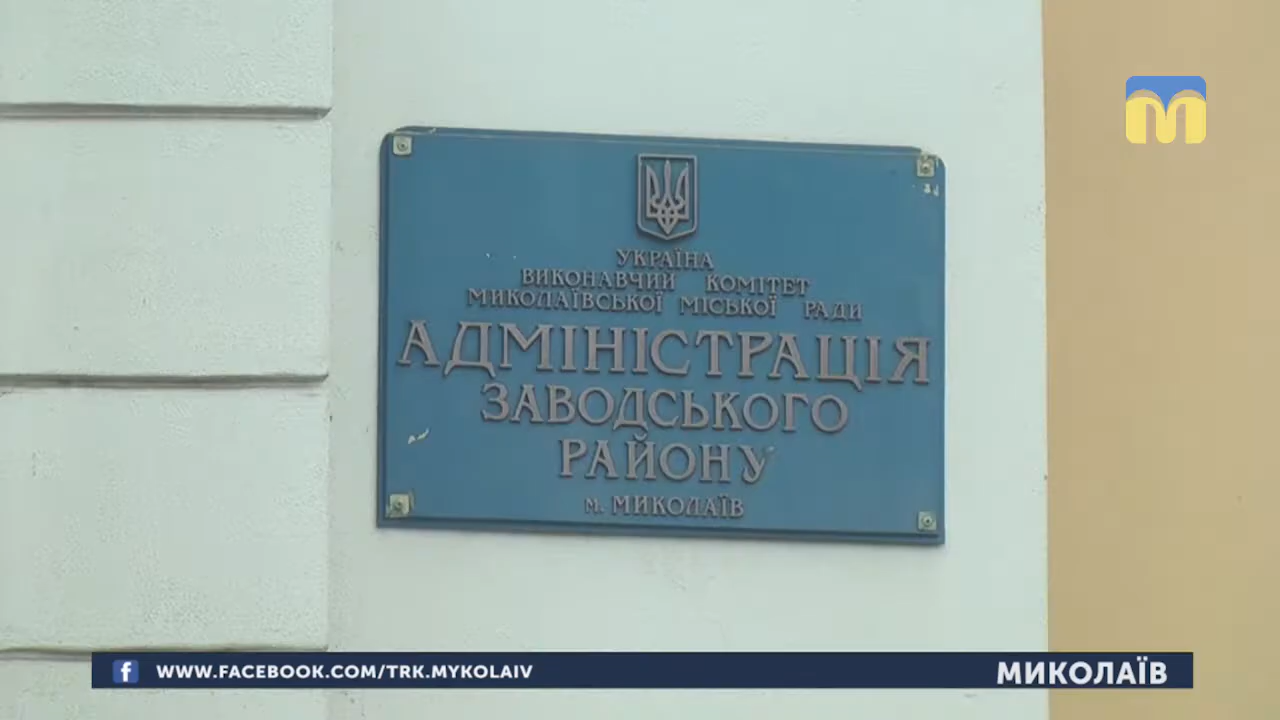 УКРАЇНА
ВИКОНАВЧИЙ КОМІТЕТ
МИКОЛАЇВСЬКОЇ МІСЬКОЇ РАДИ
АДМІНІСТРАЦІЯ
ЗАВОДСЬКОГО
РАЙОНУ
м. МИКОЛАЇВ
WWW.FACEBOOK.COM/TRK.MYKOLAIV
МИКОЛАЇВ